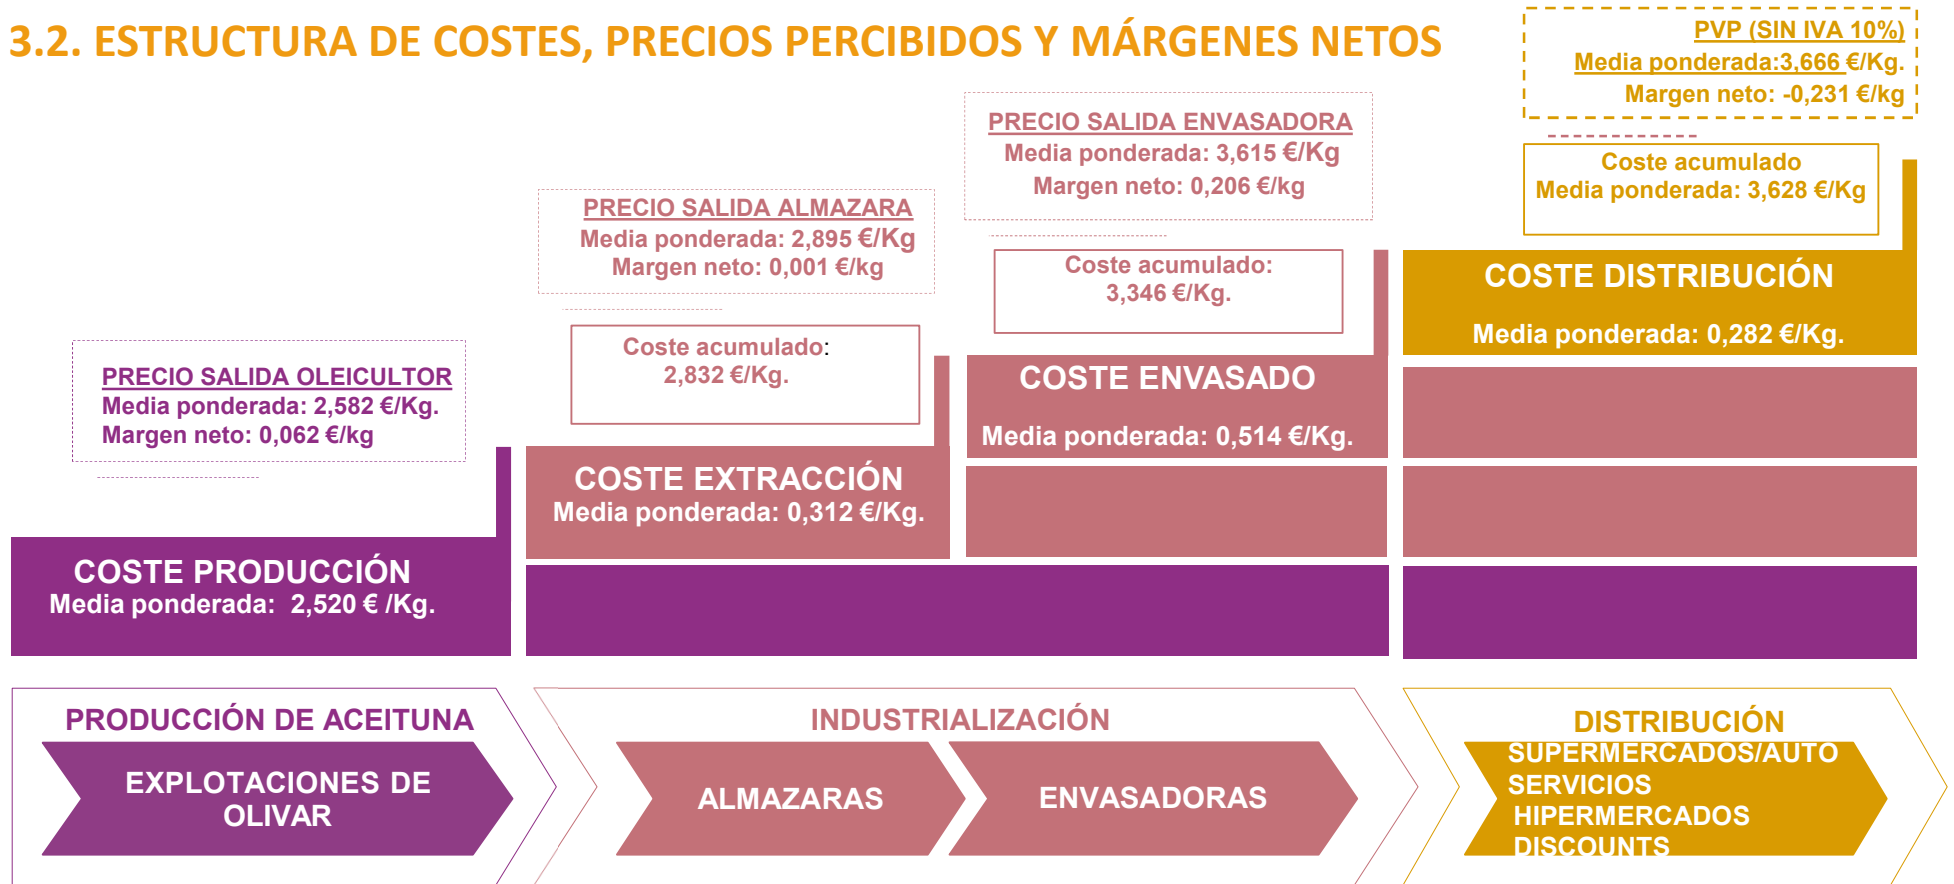 3.2. ESTRUCTURA DE COSTES, PRECIOS PERCIBIDOS Y MÁRGENES NETOS
PVP (SIN IVA 10%)
Media ponderada:3,666 €/Kg.
Margen neto: -0,231 €/kg
Coste acumulado
Media ponderada: 3,628 €/Kg
PRECIO SALIDA ENVASADORA
Media ponderada: 3,615 €/Kg
Margen neto: 0,206 €/kg
Coste acumulado:
3,346 €/Kg.
PRECIO SALIDA ALMAZARA
Media ponderada: 2,895 €/Kg
Margen neto: 0,001 €/kg
Coste acumulado:
2,832 €/Kg.
PRECIO SALIDA OLEICULTOR
Media ponderada: 2,582 €/Kg.
Margen neto: 0,062 €/kg
COSTE DISTRIBUCIÓN
Media ponderada: 0,282 €/Kg.
COSTE ENVASADO
Media ponderada: 0,514 €/Kg.
COSTE EXTRACCIÓN
Media ponderada: 0,312 €/Kg.
COSTE PRODUCCIÓN
Media ponderada: 2,520 € /Kg.
PRODUCCIÓN DE ACEITUNA
EXPLOTACIONES DE
OLIVAR
INDUSTRIALIZACIÓN
ALMAZARAS
ENVASADORAS
DISTRIBUCIÓN
SUPERMERCADOS/AUTO
SERVICIOS
HIPERMERCADOS
DISCOUNTS